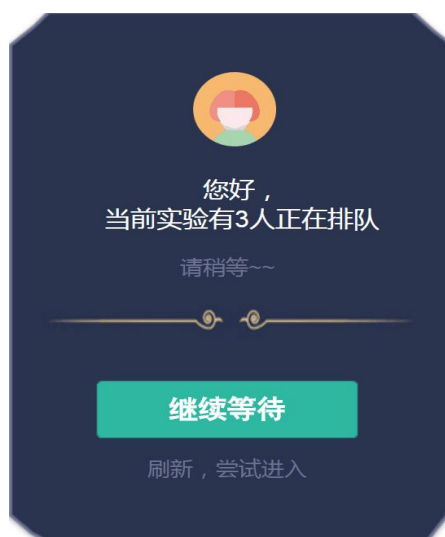 您好，
当前实验有3人正在排队
请稍等~~
继续等待
刷新，尝试进入